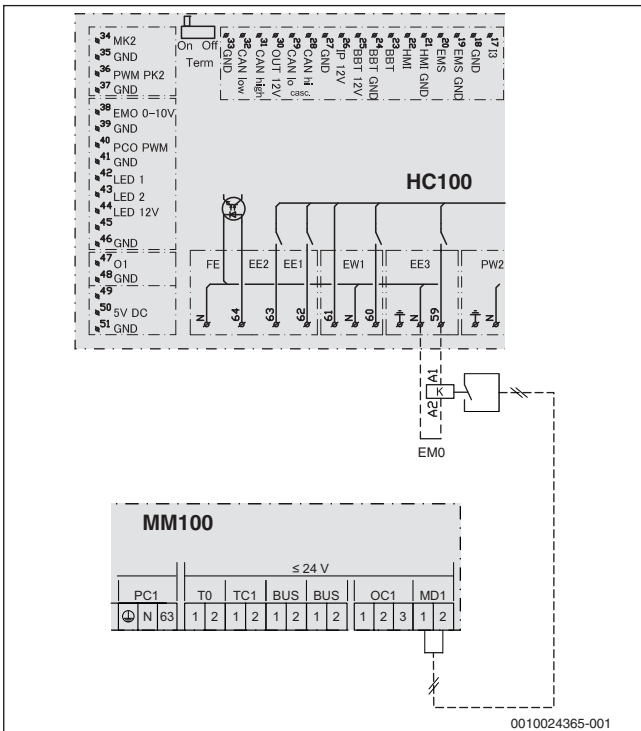 34 MK2
35 GND
36 PWM PK2
37 GND
On Off
Term
33 GND
32 CAN low
31 CAN high
30 OUT 12V
29 CAN lo
28 CAN hi
casc.
27 GND
26 IP 12V
25 BBT 12V
24 BBT GND
23 BBT
22 HMI
21 HMI GND
20 EMS
19 EMS GND
18 GND
17 I3
38 EMO 0-10V
39 GND
40 PCO PWM
41 GND
42 LED 1
43 LED 2
44 LED 12V
45
46 GND
47 O1
48 GND
49
50 5V DC
51 GND
HC100
FE EE2 EE1 EW1 EE3 PW2
N 64 63 62 61 N 60 N 59 N
A1
K
A2
EM0
MM100
≤ 24 V
PC1 T0 TC1 BUS BUS OC1 MD1
N 63 1 2 1 2 1 2 1 2 1 2 3 1 2
0010024365-001